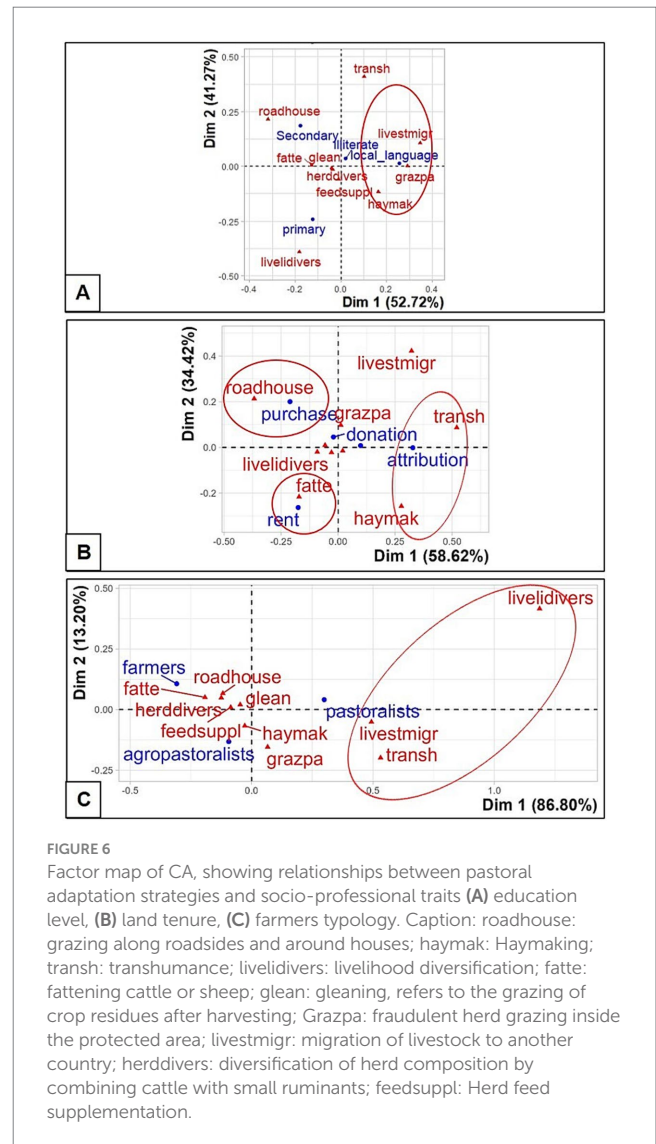 Dim 2 (41.27%)
0.50
0.25
0.00
-0.25
-0.50
transh
roadhouse
Secondary
livestmigr
Illiterate
fatte glean
local_language
herddivers
grazpa
feedsuppl
haymak
primary
livelidivers
-0.4 -0.2 0.0 0.2 0.4
Dim 1 (52.72%)
A
Dim 2 (34.42%)
0.4
0.2
0.0
-0.2
livestmigr
roadhouse
purchase grazpa
transh
donation
livelidivers
attribution
fatte
rent
haymak
-0.50 -0.25 0.00 0.25 0.50
Dim 1 (58.62%)
B
Dim 2 (13.20%)
0.50
0.25
0.00
-0.25
livelidivers
farmers
roadhouse
fatte
glean
pastoralists
herddivers
feedsuppl
haymak
livestmigr
agropastoralists
grazpa
transh
-0.5 0.0 0.5 1.0
Dim 1 (86.80%)
C
FIGURE 6
Factor map of CA, showing relationships between pastoral
adaptation strategies and socio-professional traits (A) education
level, (B) land tenure, (C) farmers typology. Caption: roadhouse:
grazing along roadsides and around houses; haymak: Haymaking;
transh: transhumance; livelidivers: livelihood diversification; fatte:
fattening cattle or sheep; glean: gleaning, refers to the grazing of
crop residues after harvesting; Grazpa: fraudulent herd grazing inside
the protected area; livestmigr: migration of livestock to another
country; herddivers: diversification of herd composition by
combining cattle with small ruminants; feedsuppl: Herd feed
supplementation.